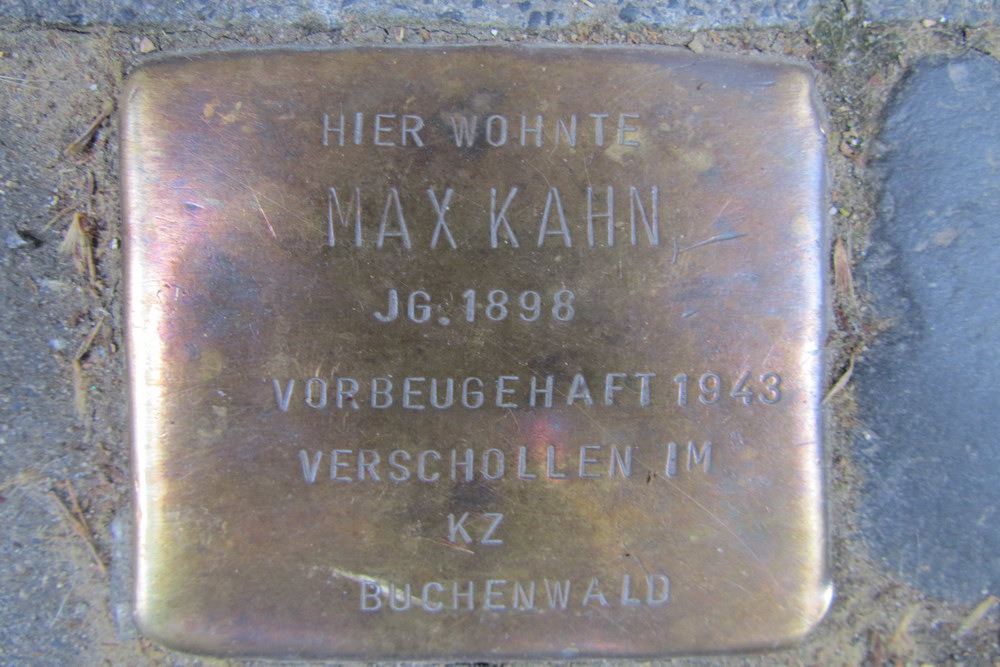 HIER WOHNTE
MAX KAHN
JG. 1898
VORBEUGEHAFT 1943
VERSCHOLLEN IM
KZ
BUCHENWALD